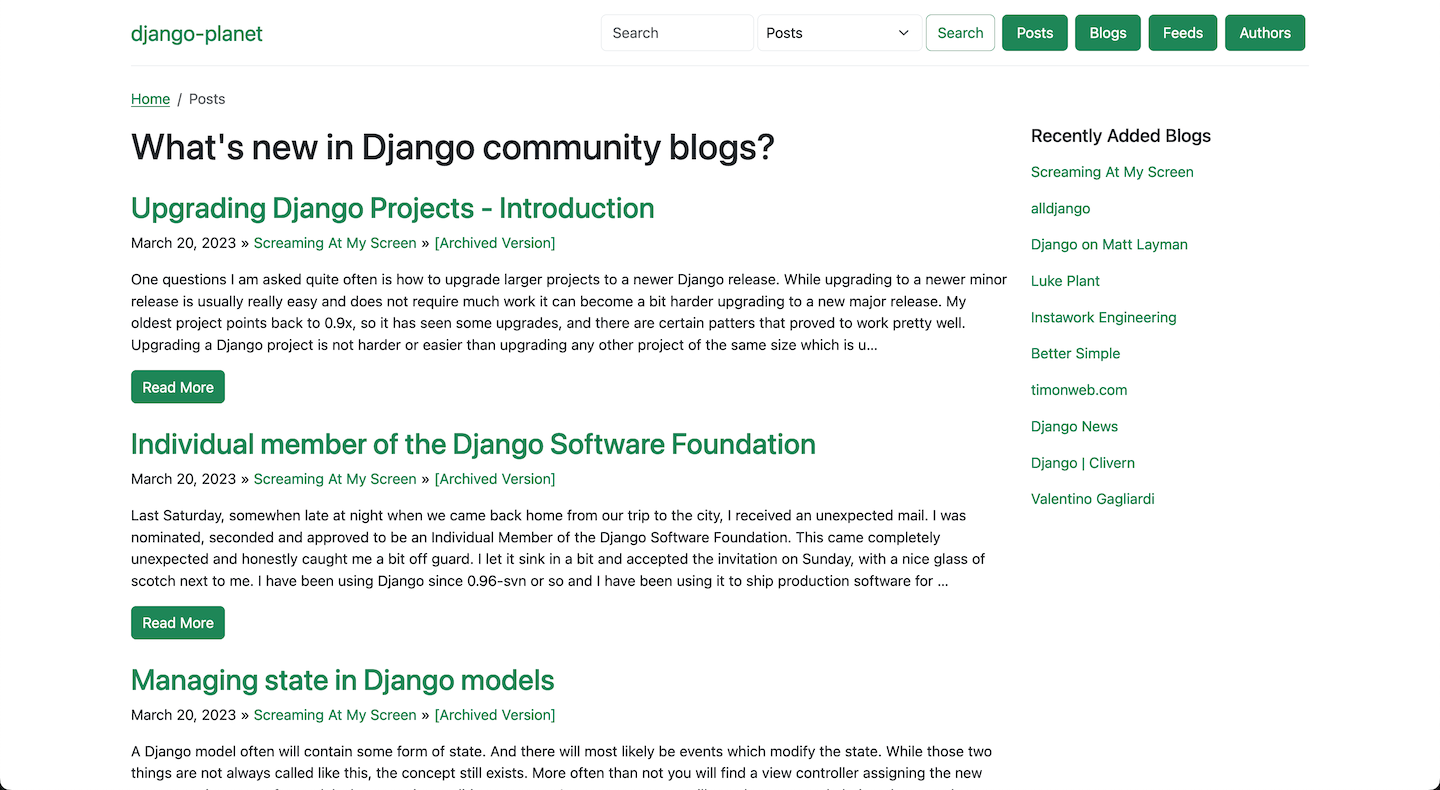 django-planet
Search
Posts
Search
Posts
Blogs
Feeds
Authors
Home / Posts
What's new in Django community blogs?
Upgrading Django Projects - Introduction
March 20, 2023 » Screaming At My Screen » [Archived Version]
One questions I am asked quite often is how to upgrade larger projects to a newer Django release. While upgrading to a newer minor
release is usually really easy and does not require much work it can become a bit harder upgrading to a new major release. My
oldest project points back to 0.9x, so it has seen some upgrades, and there are certain patters that proved to work pretty well.
Upgrading a Django project is not harder or easier than upgrading any other project of the same size which is u...
Read More
Individual member of the Django Software Foundation
March 20, 2023 » Screaming At My Screen » [Archived Version]
Last Saturday, somewhen late at night when we came back home from our trip to the city, I received an unexpected mail. I was
nominated, seconded and approved to be an Individual Member of the Django Software Foundation. This came completely
unexpected and honestly caught me a bit off guard. I let it sink in a bit and accepted the invitation on Sunday, with a nice glass of
scotch next to me. I have been using Django since 0.96-svn or so and I have been using it to ship production software for ...
Read More
Managing state in Django models
March 20, 2023 » Screaming At My Screen » [Archived Version]
A Django model often will contain some form of state. And there will most likely be events which modify the state. While those two
things are not always called like this, the concept still exists. More often than not you will find a view controller assigning the new
Recently Added Blogs
Screaming At My Screen
alldjango
Django on Matt Layman
Luke Plant
Instawork Engineering
Better Simple
timonweb.com
Django News
Django | Clivern
Valentino Gagliardi